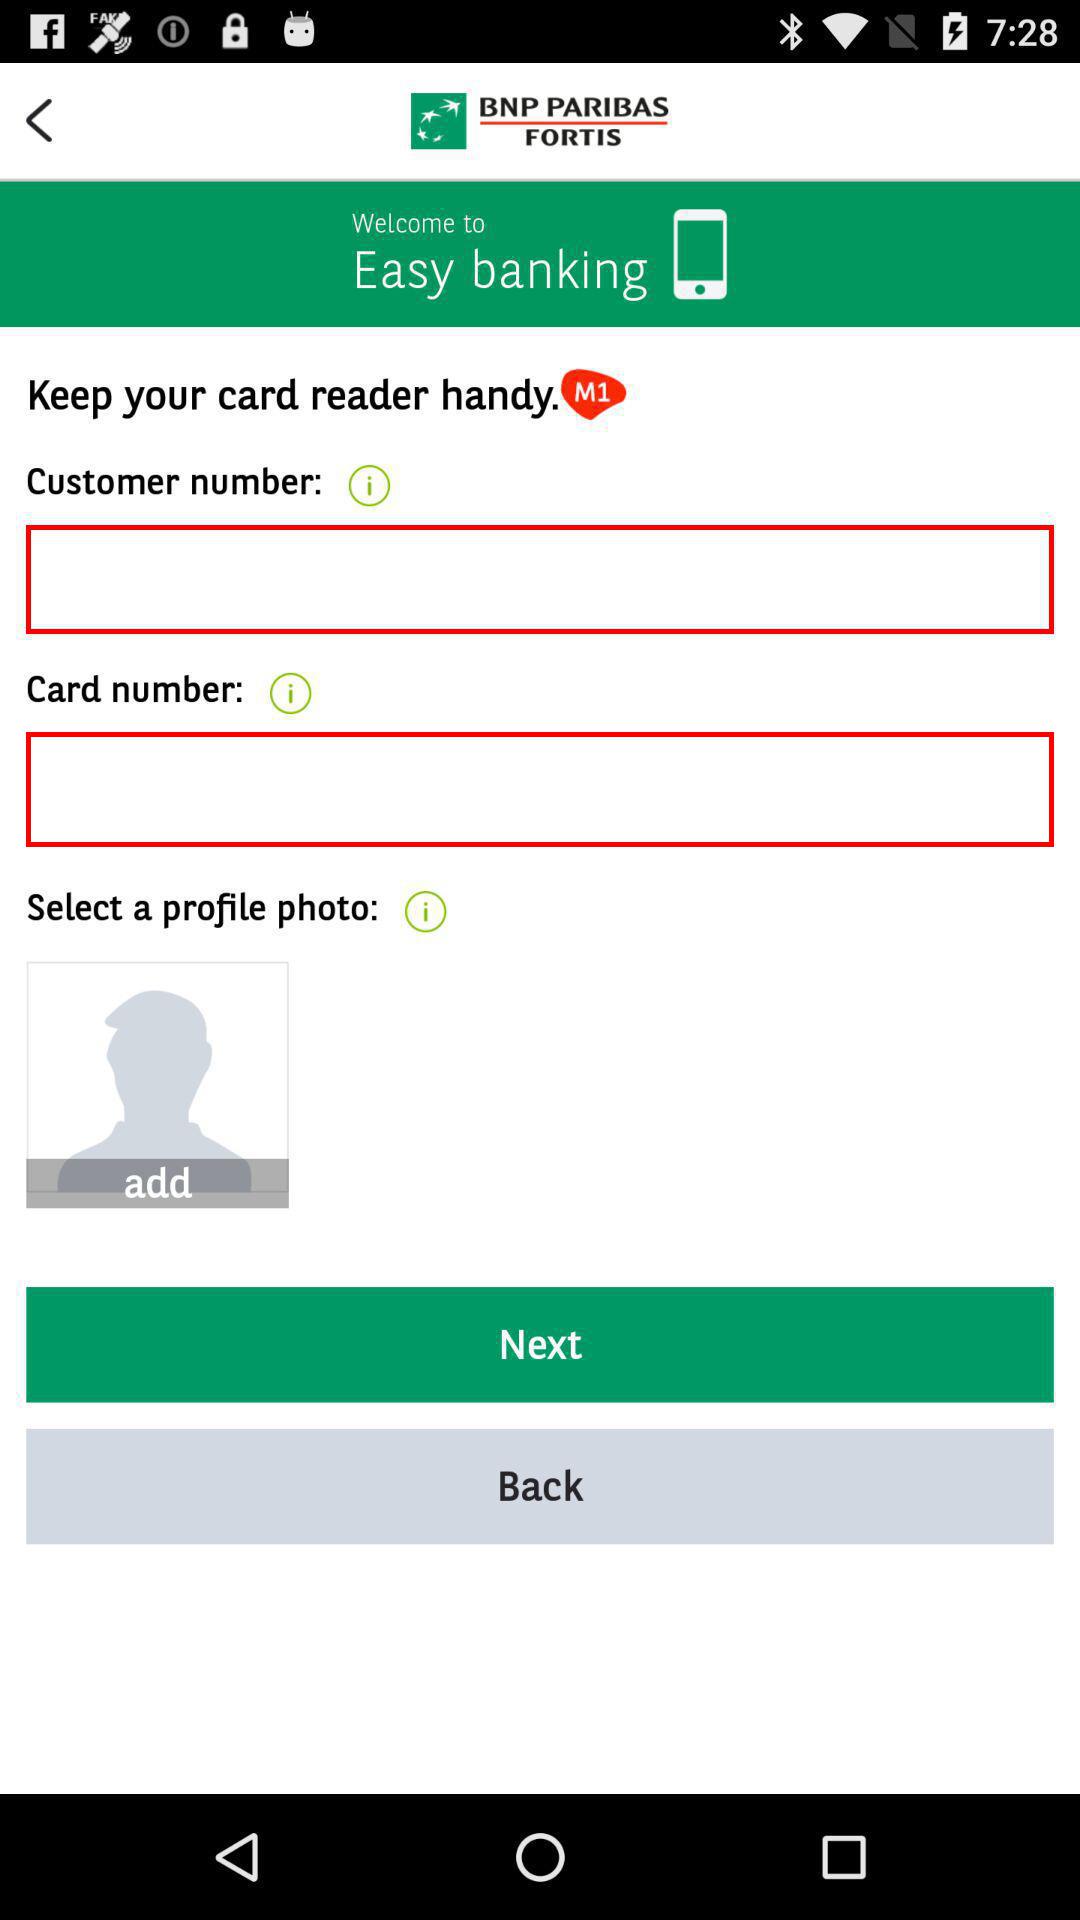 FAK
7:28
BNP PARIBAS
FORTIS
Welcome to
Easy banking
Keep your card reader handy. M1
Customer number: i
Card number: i
Select a profile photo: i
add
Next
Back